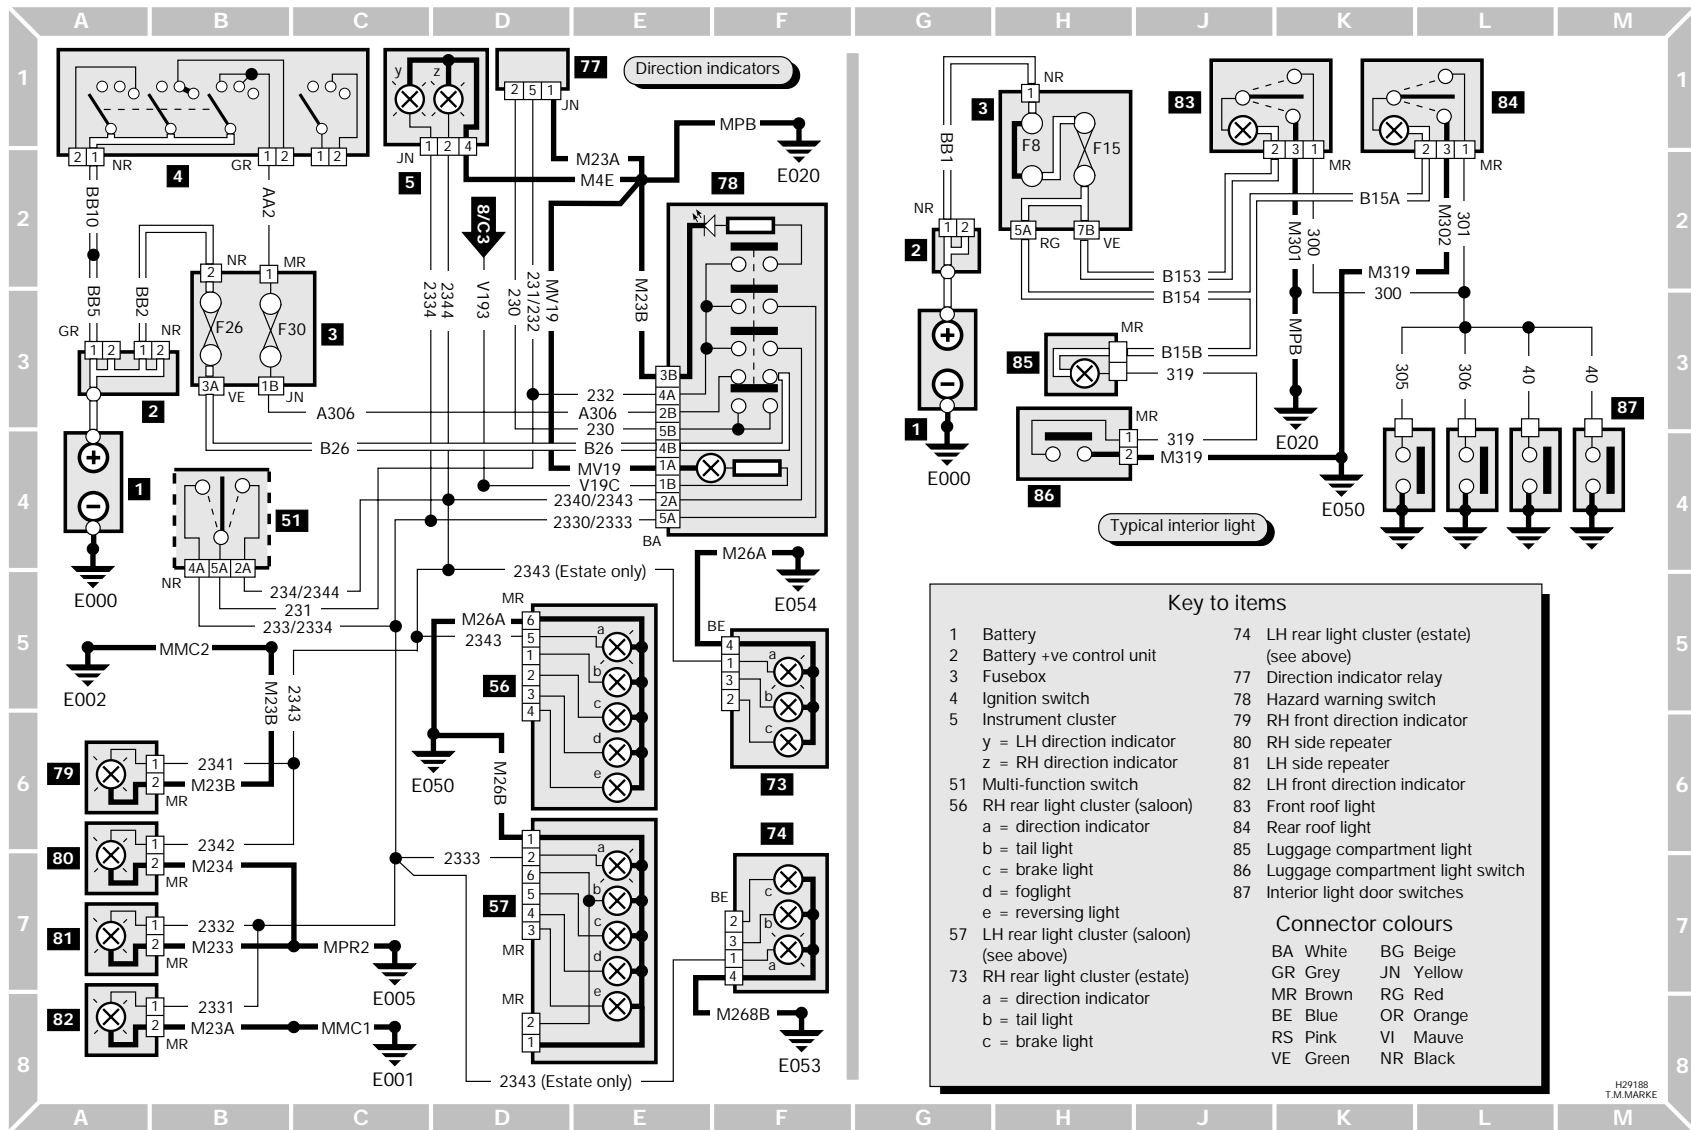 A B C D E F G H J K L M
1
2
3
4
5
6
7
8
Direction indicators
y z
2 5 1
JN
77
1 2 4
JN
5
2 1 NR
GR 1 2
1 2
4
BB10
AA2
BB5
BB2
NR
MR
2
1
F26
F30
3
3A VE
1B JN
GR
NR
1 2 1 2
2
1
E000
A306
B26
8/C3
2334
2344
V193
230
231/232
MV19
M23B
M23A
M4E
MPB
E020
78
3B
4A
2B
5B
4B
1A
1B
2A
5A
BA
232
A306
230
B26
MV19
V19C
2340/2343
2330/2333
51
4A 5A 2A
NR
234/2344
231
233/2334
MMC2
E002
M23B
2343
79
1
2
MR
2341
M23B
80
1
2
MR
2342
M234
81
1
2
MR
2332
M233
MPR2
E005
82
1
2
MR
2331
M23A
MMC1
E001
2343 (Estate only)
MR
M26A
2343
6
5
1
2
3
4
56
a
b
c
d
e
E050
M26B
2333
1
2
6
5
4
3
57
MR
a
b
c
d
e
MR
2
1
2343 (Estate only)
M26A
E054
BE
4
1
3
2
a
b
c
73
74
BE
2
3
1
4
c
b
a
M268B
E053
NR
1
3
F8
F15
BB1
NR
1 2
2
5A RG
7B VE
1
E000
B153
B154
83
2 3 1
MR
84
2 3 1
MR
B15A
M301
300
M302
301
M319
300
MPB
E020
85
MR
B15B
319
86
MR
1
2
319
M319
E050
305
306
40
40
87
Typical interior light
Key to items
1 Battery
2 Battery +ve control unit
3 Fusebox
4 Ignition switch
5 Instrument cluster
y = LH direction indicator
z = RH direction indicator
51 Multi-function switch
56 RH rear light cluster (saloon)
a = direction indicator
b = tail light
c = brake light
d = foglight
e = reversing light
57 LH rear light cluster (saloon)
(see above)
73 RH rear light cluster (estate)
a = direction indicator
b = tail light
c = brake light
74 LH rear light cluster (estate)
(see above)
77 Direction indicator relay
78 Hazard warning switch
79 RH front direction indicator
80 RH side repeater
81 LH side repeater
82 LH front direction indicator
83 Front roof light
84 Rear roof light
85 Luggage compartment light
86 Luggage compartment light switch
87 Interior light door switches
Connector colours
BA White BG Beige
GR Grey JN Yellow
MR Brown RG Red
BE Blue OR Orange
RS Pink VI Mauve
VE Green NR Black
H29188
T.M.MARKE
A B C D E F G H J K L M